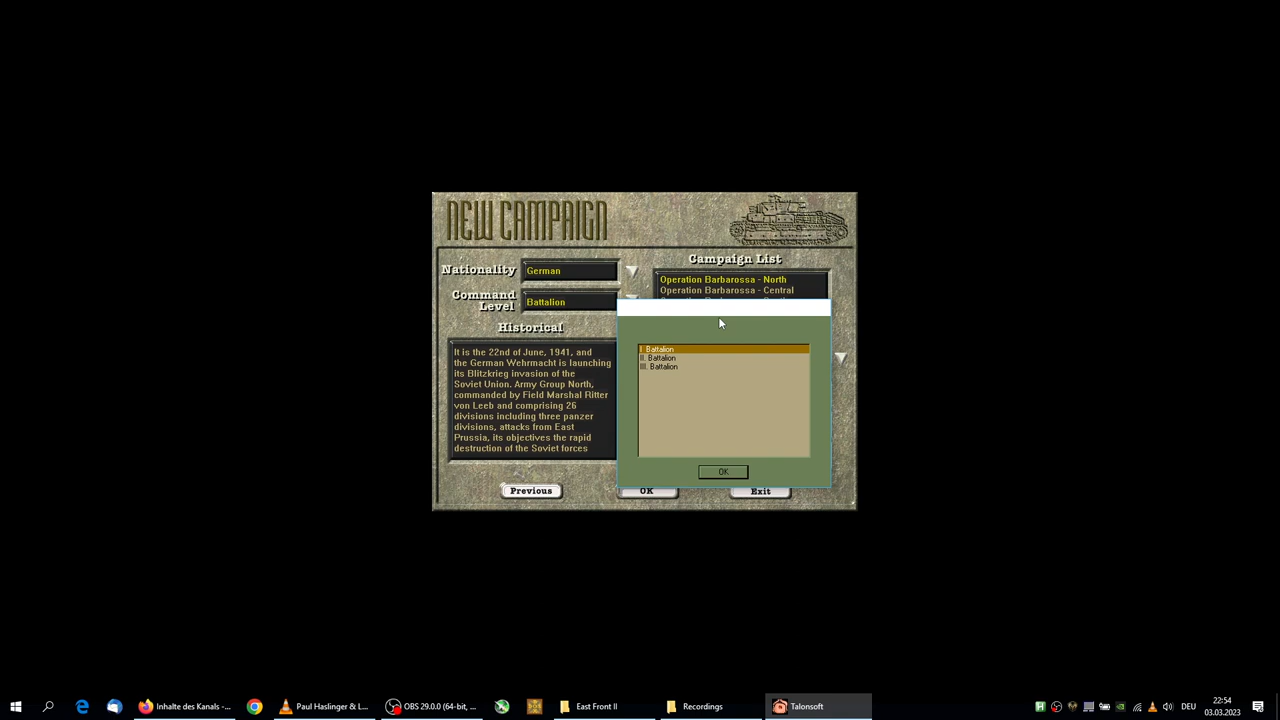 NEW CAMPAIGN
Nationality
German
Command
Level
Battalion
Historical
It is the 22nd of June, 1941, and
the German Wehrmacht is launching
its Blitzkrieg invasion of the
Soviet Union. Army Group North,
commanded by Field Marshal Ritter
von Leeb and comprising 26
divisions including three panzer
divisions, attacks from East
Prussia, its objectives the rapid
destruction of the Soviet forces
Campaign List
Operation Barbarossa - North
Operation Barbarossa - Central
I. Battalion
II. Battalion
III. Battalion
OK
Previous
OK
Exit
Inhalte des Kanals -...
Paul Haslinger & L...
OBS 29.0.0 (64-bit, ...
East Front II
Recordings
Talonsoft
DEU
22:54
03.03.2023